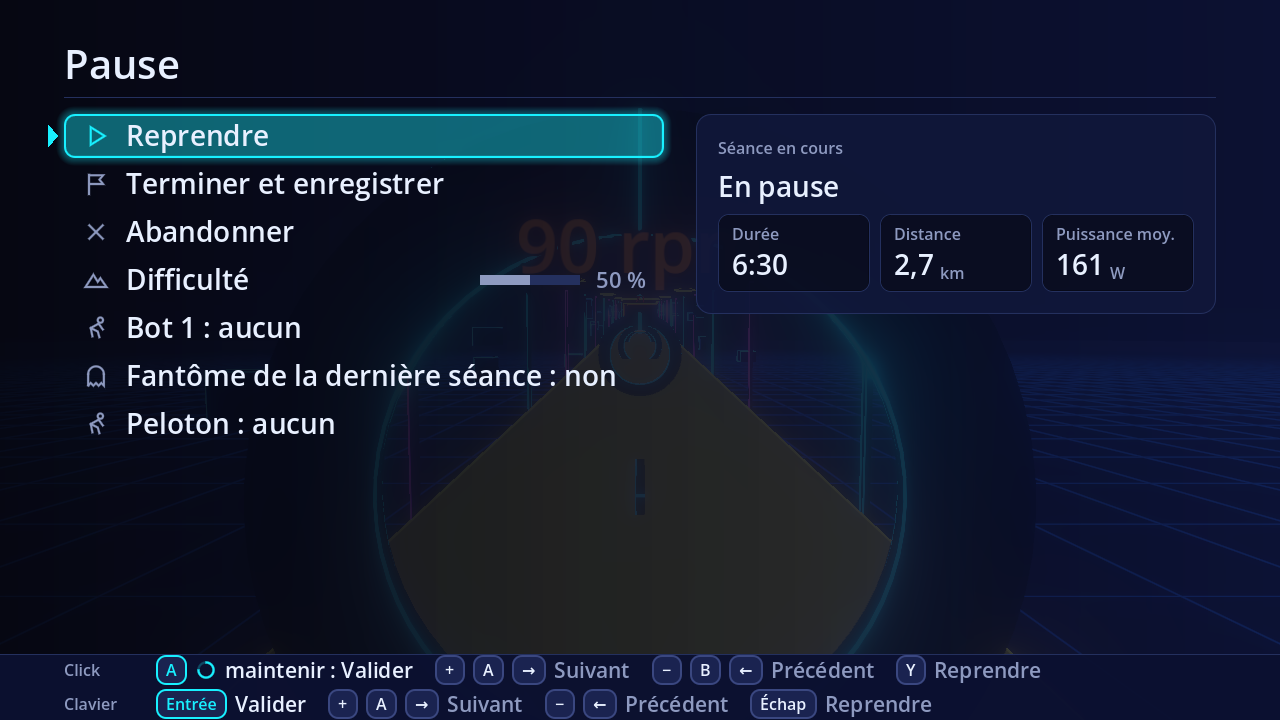 Pause
Reprendre
Terminer et enregistrer
Abandonner
Difficulté 50 %
Bot 1 : aucun
Fantôme de la dernière séance : non
Peloton : aucun
90 rp
Séance en cours
En pause
Durée Distance Puissance moy.
6:30 2,7 km 161 W
Click A maintenir : Valider + A → Suivant − B ← Précédent Y Reprendre
Clavier Entrée Valider + A → Suivant − ← Précédent Échap Reprendre